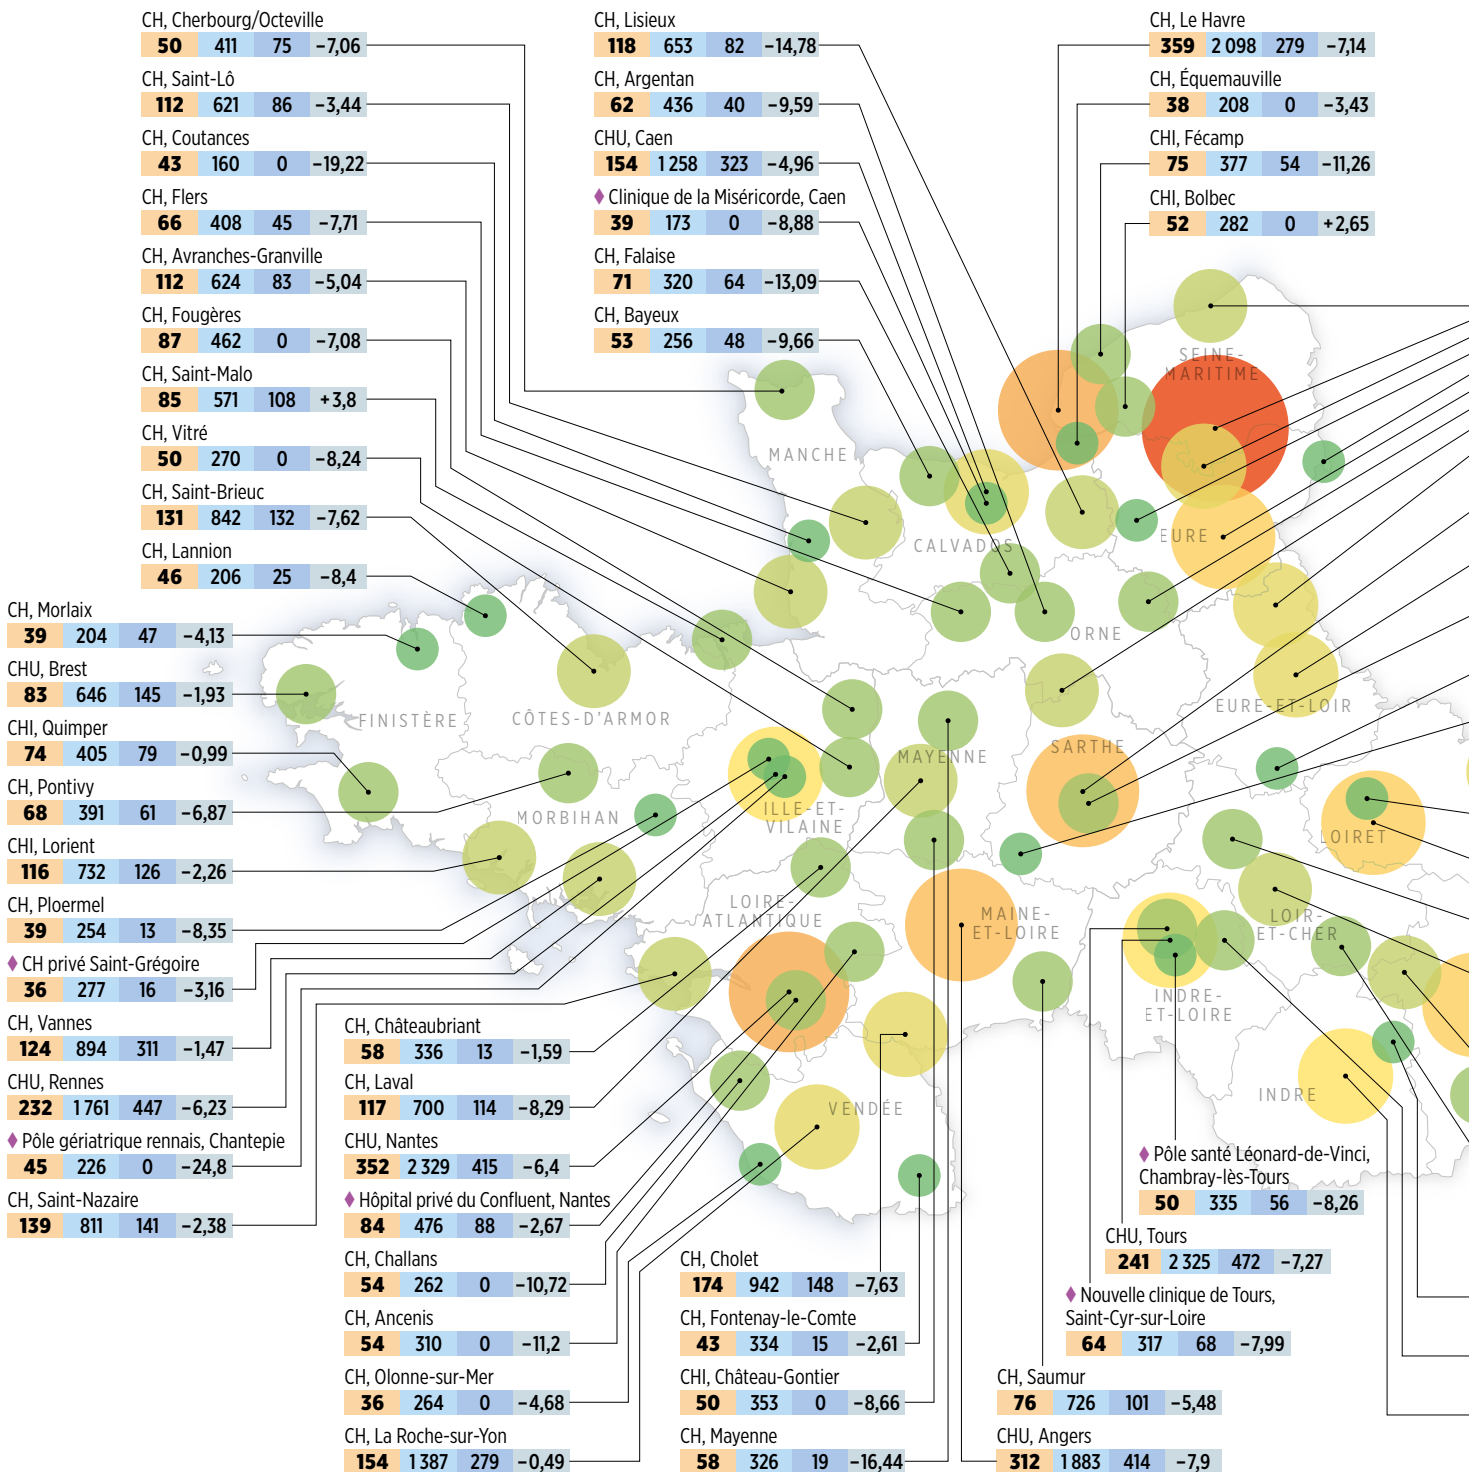 CH, Cherbourg/Octeville
50 411 75 −7,06
CH, Saint-Lô
112 621 86 −3,44
CH, Coutances
43 160 0 −19,22
CH, Flers
66 408 45 −7,71
CH, Avranches-Granville
112 624 83 −5,04
CH, Fougères
87 462 0 −7,08
CH, Saint-Malo
85 571 108 +3,8
CH, Vitré
50 270 0 −8,24
CH, Saint-Brieuc
131 842 132 −7,62
CH, Lannion
46 206 25 −8,4
CH, Lisieux
118 653 82 −14,78
CH, Argentan
62 436 40 −9,59
CHU, Caen
154 1 258 323 −4,96
♦ Clinique de la Miséricorde, Caen
39 173 0 −8,88
CH, Falaise
71 320 64 −13,09
CH, Bayeux
53 256 48 −9,66
CH, Le Havre
359 2 098 279 −7,14
CH, Équemauville
38 208 0 −3,43
CHI, Fécamp
75 377 54 −11,26
CHI, Bolbec
52 282 0 +2,65
CH, Morlaix
39 204 47 −4,13
CHU, Brest
83 646 145 −1,93
CHI, Quimper
74 405 79 −0,99
CH, Pontivy
68 391 61 −6,87
CHI, Lorient
116 732 126 −2,26
CH, Ploermel
39 254 13 −8,35
♦ CH privé Saint-Grégoire
36 277 16 −3,16
CH, Vannes
124 894 311 −1,47
CHU, Rennes
232 1 761 447 −6,23
♦ Pôle gériatrique rennais, Chantepie
45 226 0 −24,8
CH, Saint-Nazaire
139 811 141 −2,38
CH, Châteaubriant
58 336 13 −1,59
CH, Laval
117 700 114 −8,29
CHU, Nantes
352 2 329 415 −6,4
♦ Hôpital privé du Confluent, Nantes
84 476 88 −2,67
CH, Challans
54 262 0 −10,72
CH, Ancenis
54 310 0 −11,2
CH, Olonne-sur-Mer
36 264 0 −4,68
CH, La Roche-sur-Yon
154 1 387 279 −0,49
CH, Cholet
174 942 148 −7,63
CH, Fontenay-le-Comte
43 334 15 −2,61
CHI, Château-Gontier
50 353 0 −8,66
CH, Mayenne
58 326 19 −16,44
♦ Pôle santé Léonard-de-Vinci,
Chambray-lès-Tours
50 335 56 −8,26
CHU, Tours
241 2 325 472 −7,27
♦ Nouvelle clinique de Tours,
Saint-Cyr-sur-Loire
64 317 68 −7,99
CH, Saumur
76 726 101 −5,48
CHU, Angers
312 1 883 414 −7,9
SEINE-
MARITIME
MANCHE
CALVADOS
EURE
ORNE
EURE-ET-LOIR
FINISTÈRE
CÔTES-D'ARMOR
MORBIHAN
ILLE-ET-
VILAINE
MAYENNE
SARTHE
LOIRET
LOIRE-
ATLANTIQUE
MAINE-
ET-LOIRE
LOIR-
ET-CHER
INDRE-
ET-LOIRE
VENDÉE
INDRE